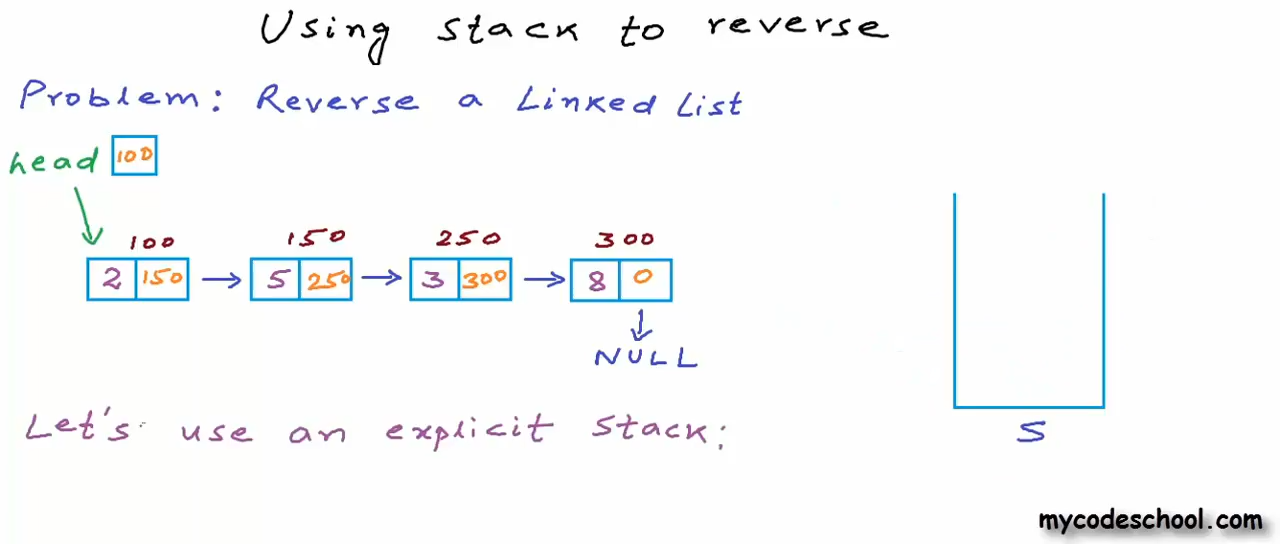 Using stack to reverse
Problem: Reverse a Linked List
head 100
100 150 250 300
2 150 5 250 3 300 8 0
NULL
Let's use an explicit stack:
S
mycodeschool.com